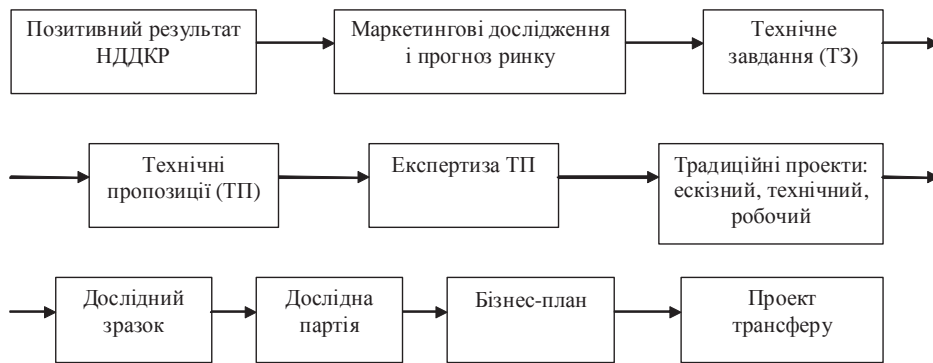 Позитивний результат
НДДКР
Маркетингові дослідження
і прогноз ринку
Технічне
завдання (ТЗ)
Технічні
пропозиції (ТП)
Експертиза ТП
Традиційні проекти:
ескізний, технічний,
робочий
Дослідний
зразок
Дослідна
партія
Бізнес-план
Проект
трансферу